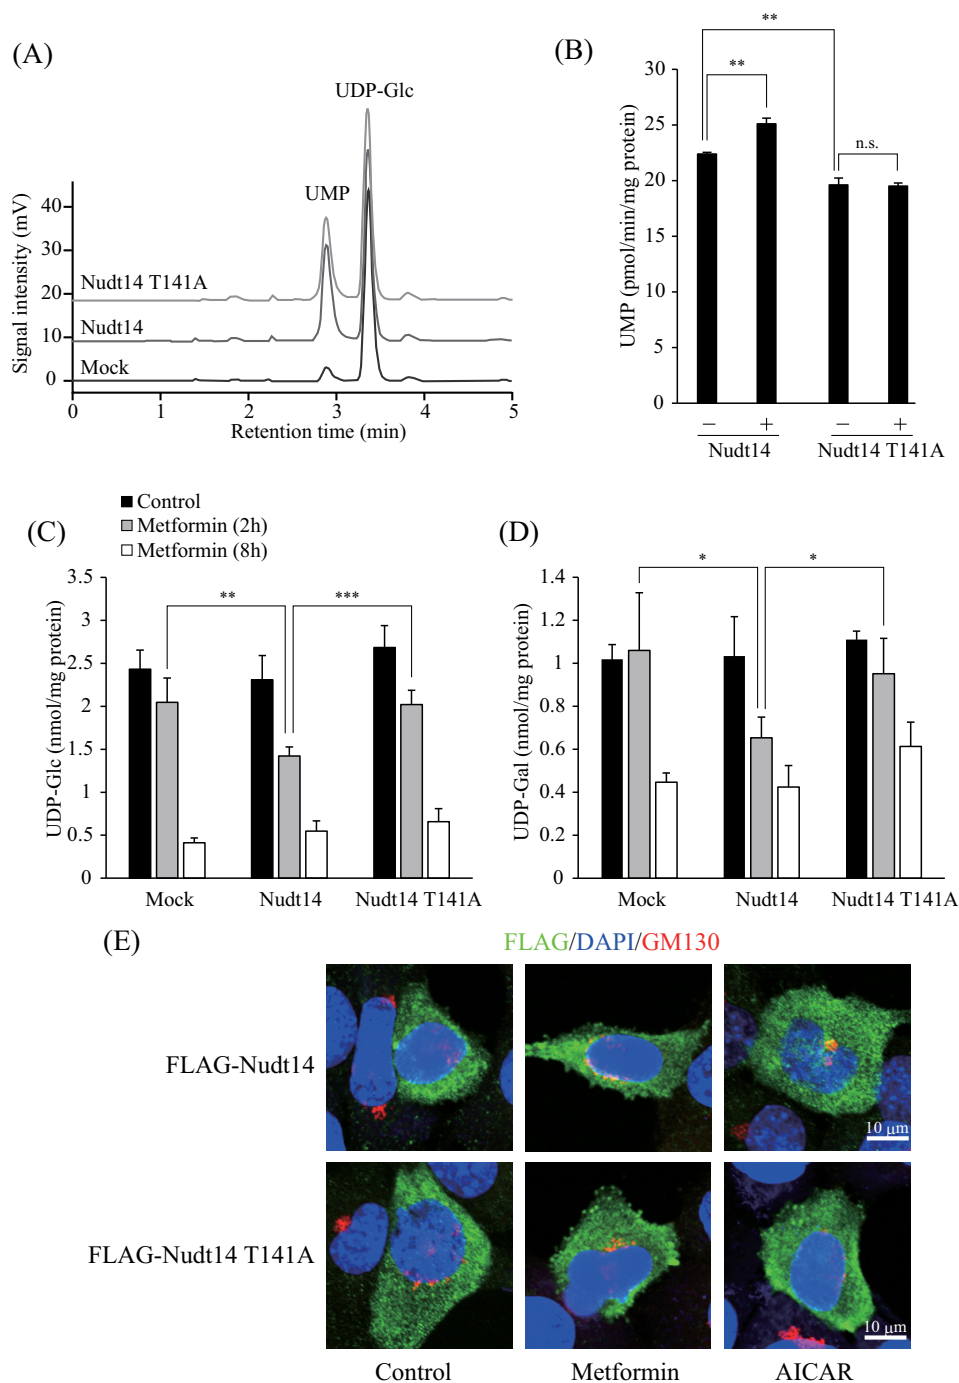 (A)
UDP-Glc
UMP
Signal intensity (mV)
40
30
20
10
0
Nudt14 T141A
Nudt14
Mock
0 1 2 3 4 5
Retention time (min)
(B)
**
**
n.s.
UMP (pmol/min/mg protein)
30
25
20
15
10
5
0
− + − +
Nudt14 Nudt14 T141A
Control
Metformin (2h)
Metformin (8h)
(C)
** ***
UDP-Glc (nmol/mg protein)
3.5
3
2.5
2
1.5
1
0.5
0
Mock Nudt14 Nudt14 T141A
(D)
* *
UDP-Gal (nmol/mg protein)
1.4
1.2
1
0.8
0.6
0.4
0.2
0
Mock Nudt14 Nudt14 T141A
(E)
FLAG/DAPI/GM130
FLAG-Nudt14
10 µm
FLAG-Nudt14 T141A
10 µm
Control Metformin AICAR